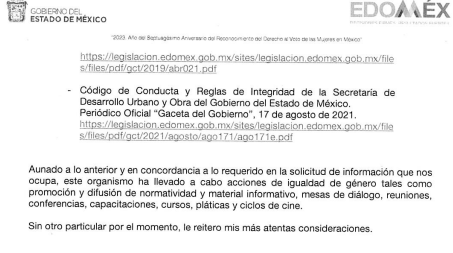 GOBIERNO DEL
ESTADO DE MÉXICO
EDOMÉX
"2023. Año del Septuagésimo Aniversario del Reconocimiento del Derecho al Voto de las Mujeres en México"
https://legislacion.edomex.gob.mx/sites/legislacion.edomex.gob.mx/file
s/files/pdf/gct/2019/abr021.pdf
- Código de Conducta y Reglas de Integridad de la Secretaría de
Desarrollo Urbano y Obra del Gobierno del Estado de México.
Periódico Oficial "Gaceta del Gobierno", 17 de agosto de 2021.
https://legislacion.edomex.gob.mx/sites/legislacion.edomex.gob.mx/file
s/files/pdf/gct/2021/agosto/ago171/ago171e.pdf
Aunado a lo anterior y en concordancia a lo requerido en la solicitud de información que nos
ocupa, este organismo ha llevado a cabo acciones de igualdad de género tales como
promoción y difusión de normatividad y material informativo, mesas de diálogo, reuniones,
conferencias, capacitaciones, cursos, pláticas y ciclos de cine.
Sin otro particular por el momento, le reitero mis más atentas consideraciones.